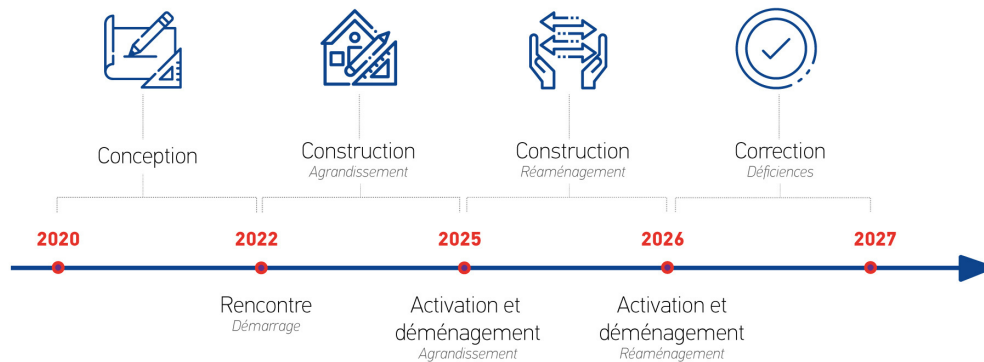 Conception
Construction
Agrandissement
Construction
Réaménagement
Correction
Déficiences
2020
2022
2025
2026
2027
Rencontre
Démarrage
Activation et
déménagement
Agrandissement
Activation et
déménagement
Réaménagement